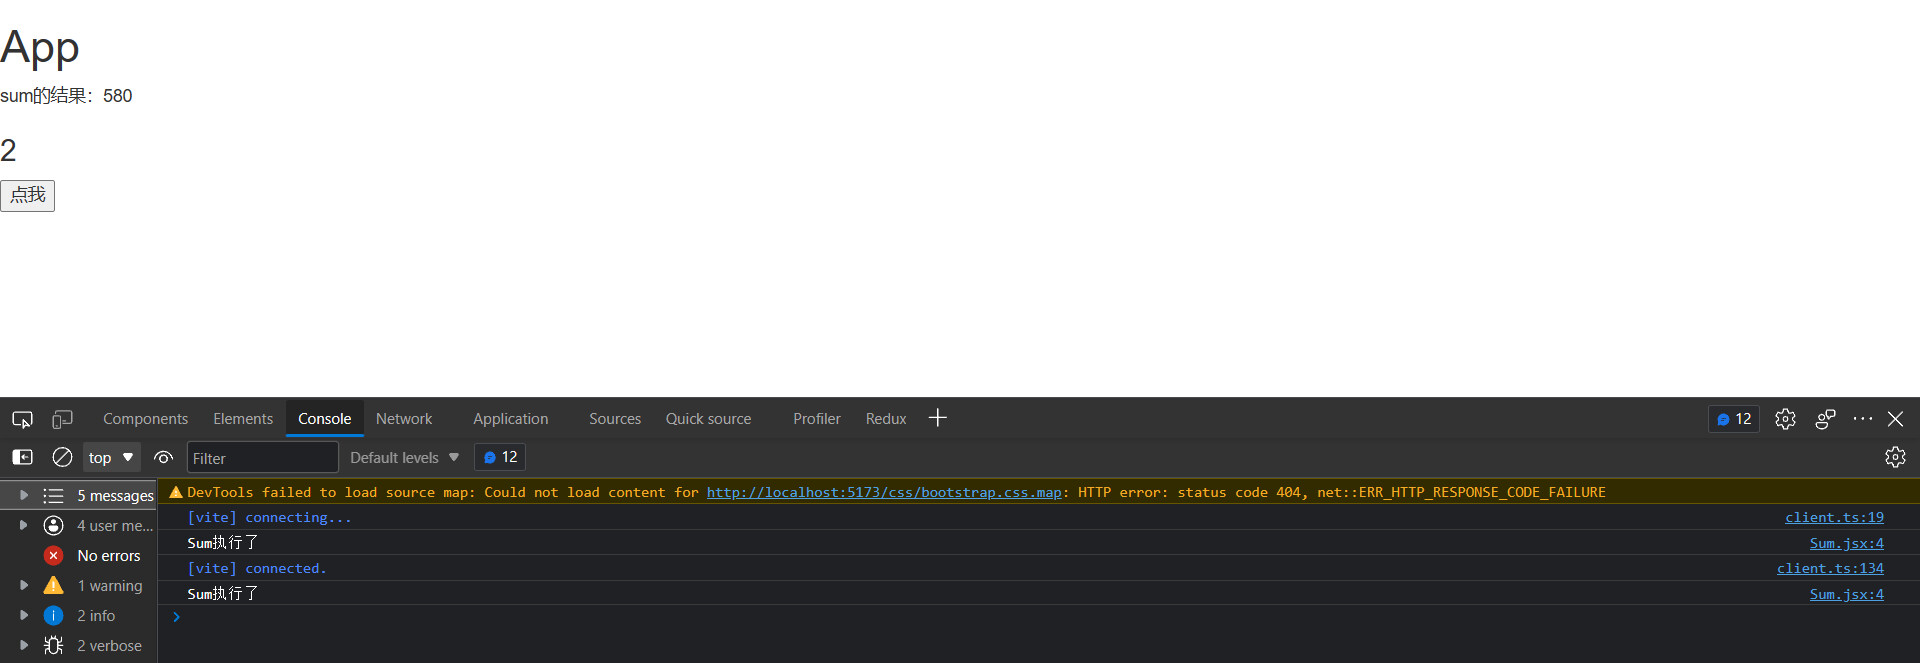 App
sum的结果：580
2
点我
Components Elements Console Network Application Sources Quick source Profiler Redux 12
top Filter Default levels 12
5 messages
4 user me...
No errors
1 warning
2 info
2 verbose
DevTools failed to load source map: Could not load content for http://localhost:5173/css/bootstrap.css.map: HTTP error: status code 404, net::ERR_HTTP_RESPONSE_CODE_FAILURE
[vite] connecting... client.ts:19
Sum执行了 Sum.jsx:4
[vite] connected. client.ts:134
Sum执行了 Sum.jsx:4